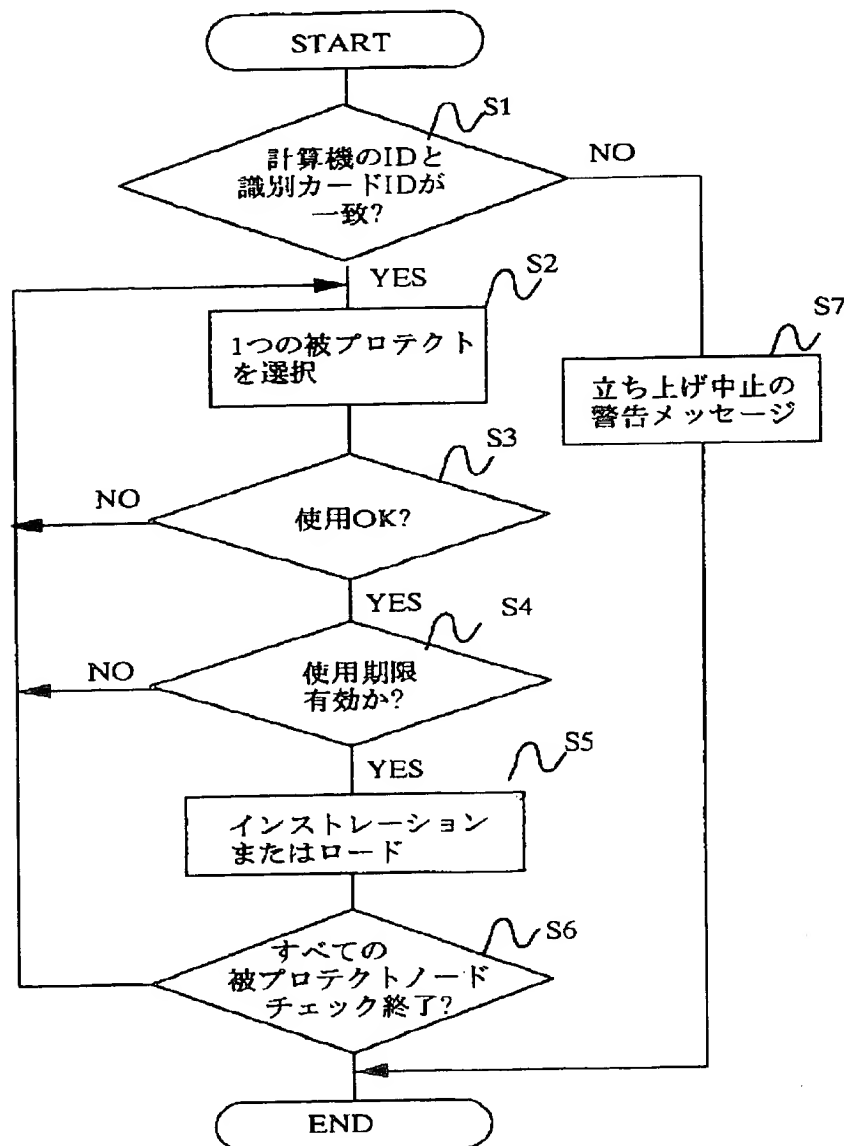 START
S1
計算機のIDと
識別カードIDが
一致?
NO
YES
S2
1つの被プロテクト
を選択
S7
立ち上げ中止の
警告メッセージ
S3
NO
使用OK?
YES
S4
NO
使用期限
有効か?
YES
S5
インストレーション
またはロード
S6
すべての
被プロテクトノード
チェック終了?
END